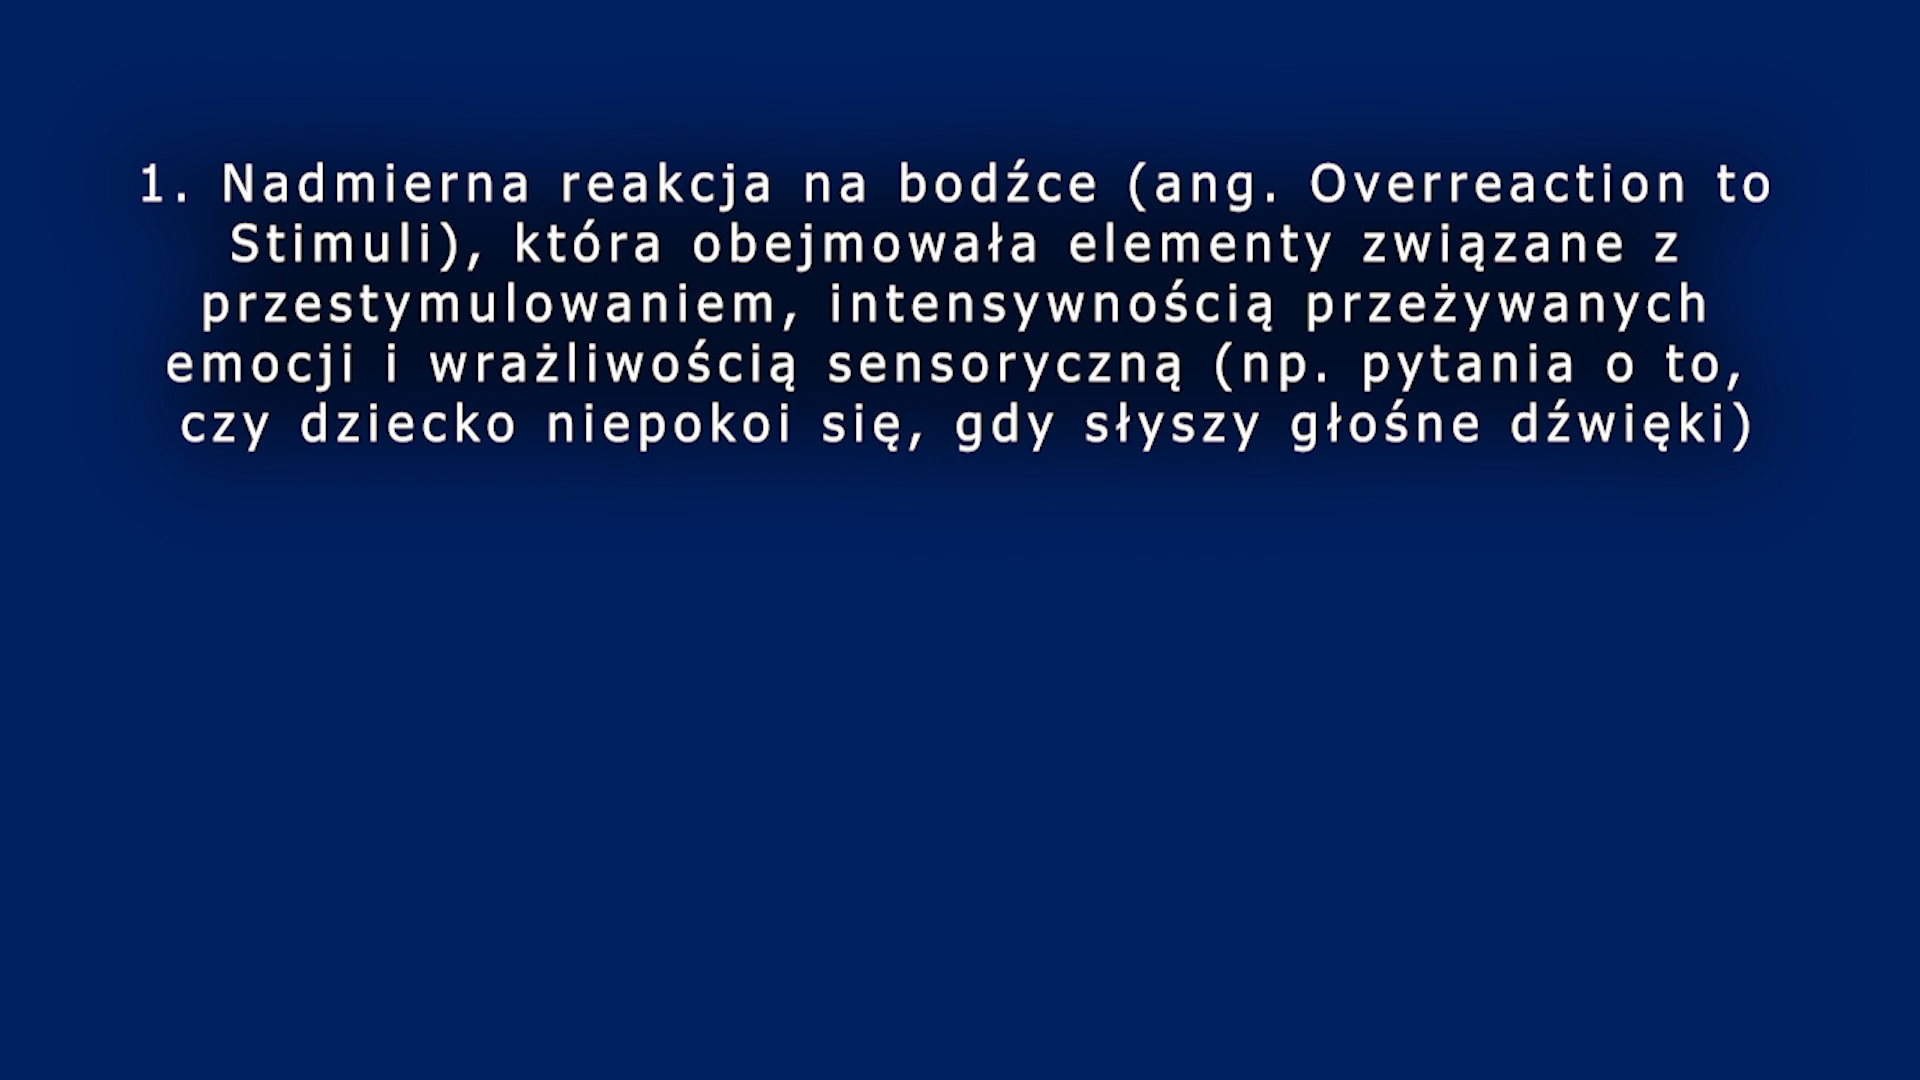 1. Nadmierna reakcja na bodźce (ang. Overreaction to
Stimuli), która obejmowała elementy związane z
przestymulowaniem, intensywnością przeżywanych
emocji i wrażliwością sensoryczną (np. pytania o to,
czy dziecko niepokoi się, gdy słyszy głośne dźwięki)